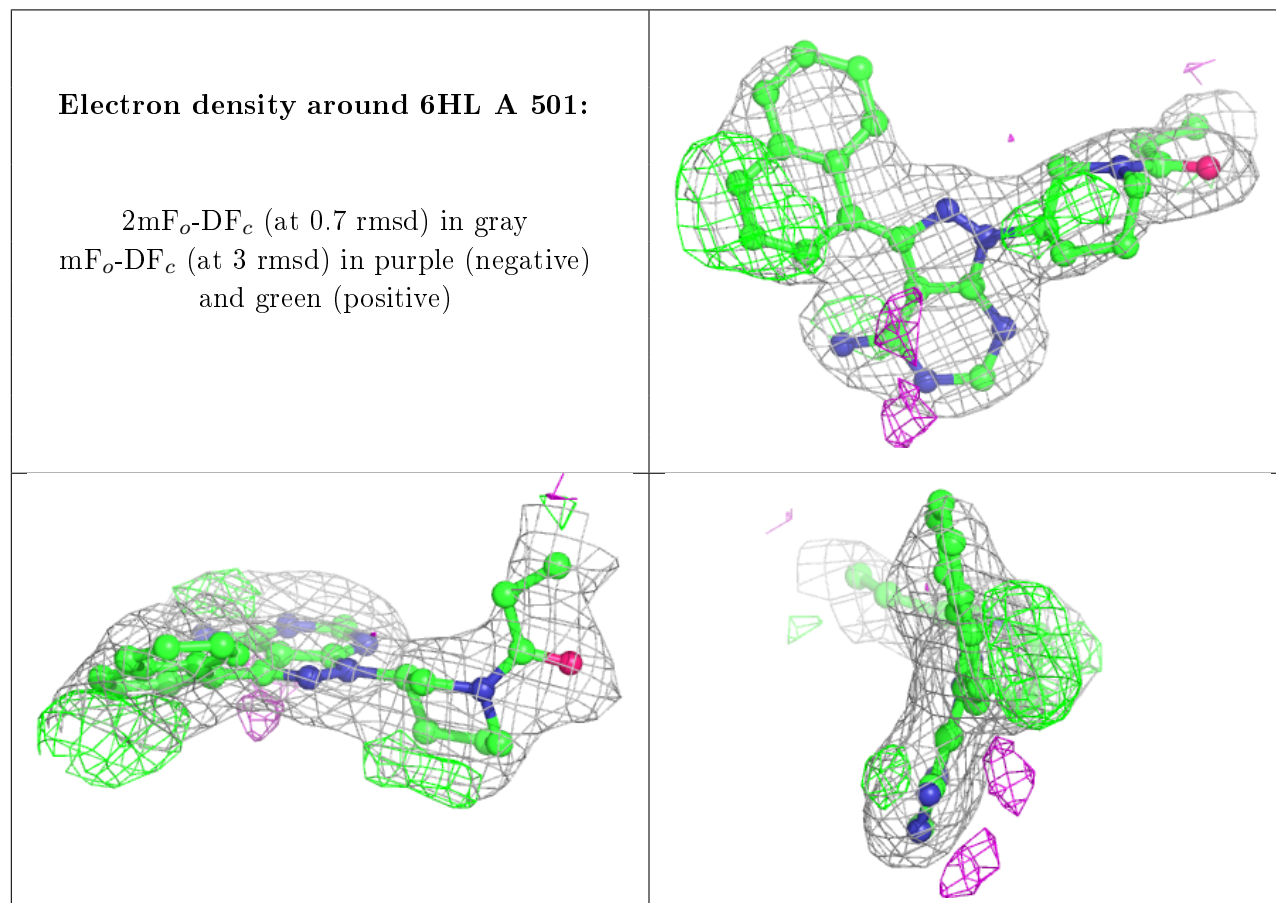 Electron density around 6HL A 501:
2mFₒ-DF𝒸 (at 0.7 rmsd) in gray
mFₒ-DF𝒸 (at 3 rmsd) in purple (negative)
and green (positive)